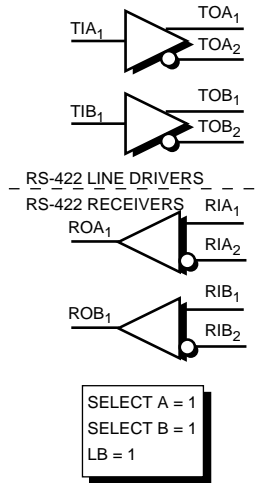 TOA1
TIA1
TOA2
TOB1
TIB1
TOB2
RS-422 LINE DRIVERS
RS-422 RECEIVERS
RIA1
ROA1
RIA2
RIB1
ROB1
RIB2
SELECT A = 1
SELECT B = 1
LB = 1